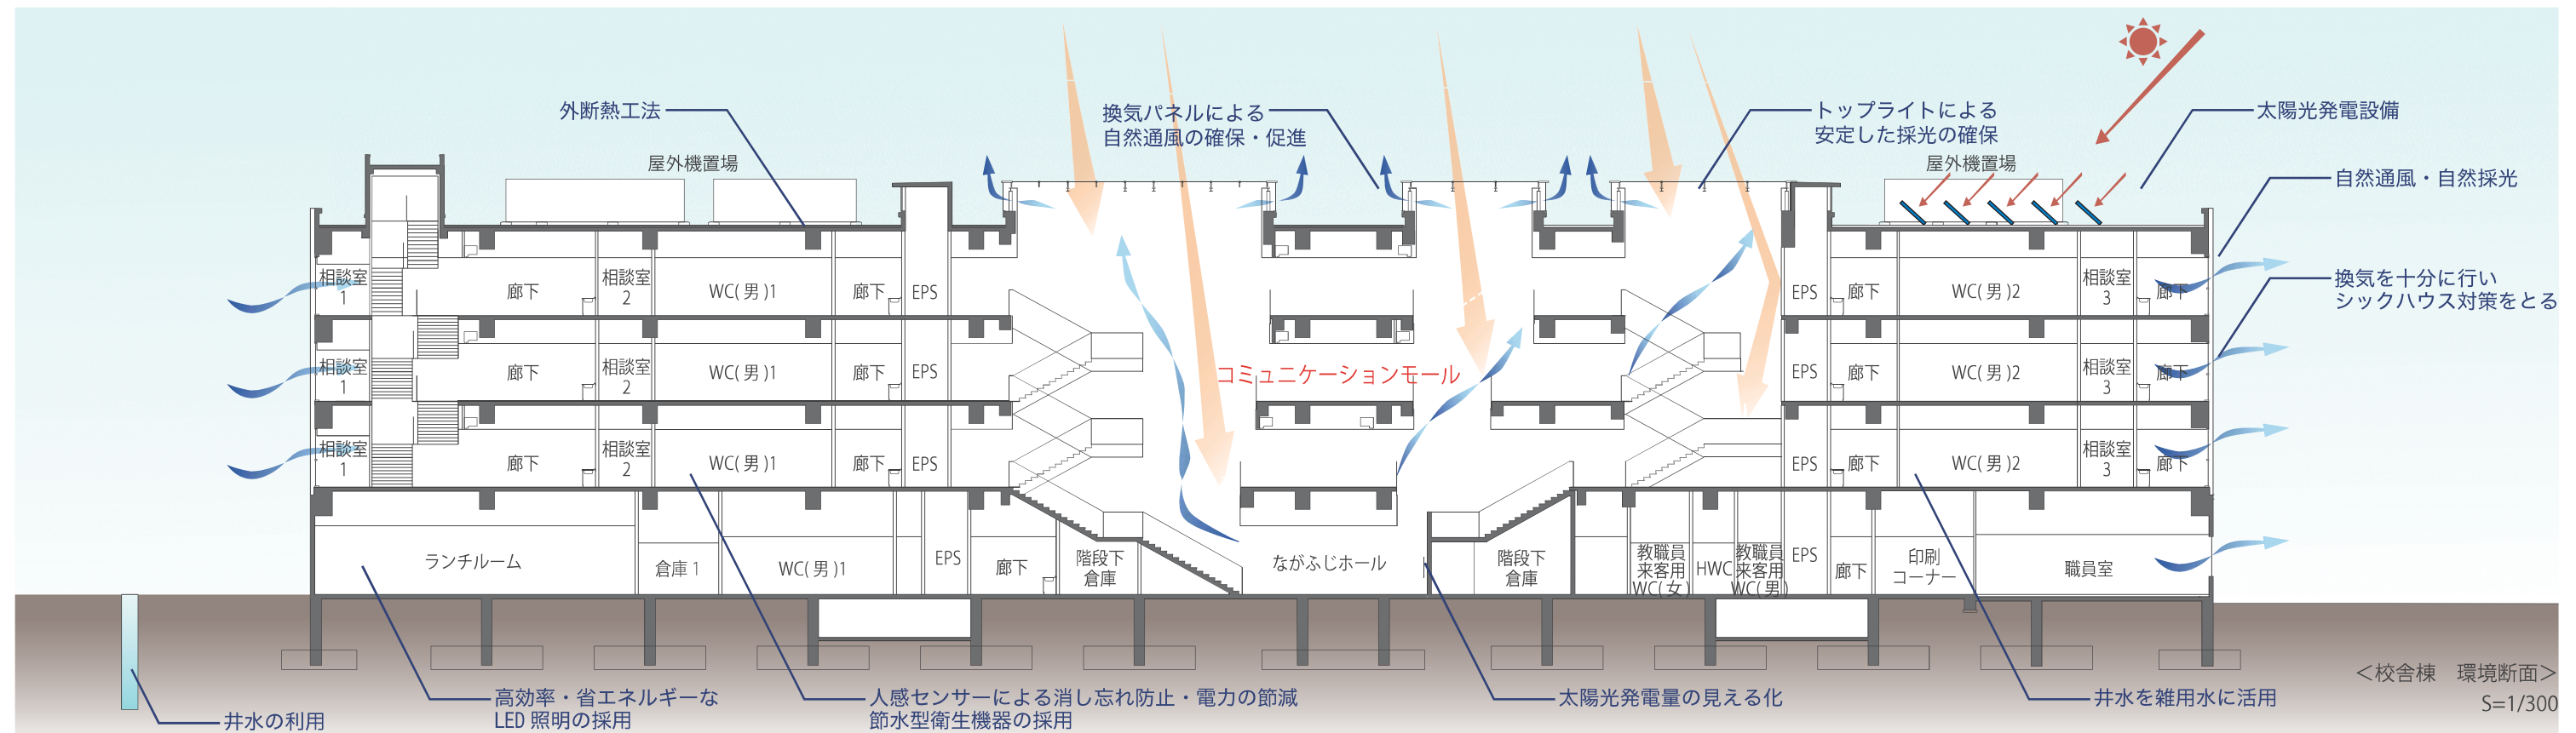 外断熱工法
換気パネルによる
自然通風の確保・促進
トップライトによる
安定した採光の確保
太陽光発電設備
屋外機置場
屋外機置場
自然通風・自然採光
換気を十分に行い
シックハウス対策をとる
相談室
1
廊下
相談室
2
WC(男)1
廊下
EPS
EPS
廊下
WC(男)2
相談室
3
廊下
相談室
1
廊下
相談室
2
WC(男)1
廊下
EPS
コミュニケーションモール
EPS
廊下
WC(男)2
相談室
3
廊下
相談室
1
廊下
相談室
2
WC(男)1
廊下
EPS
EPS
廊下
WC(男)2
相談室
3
廊下
ランチルーム
倉庫1
WC(男)1
EPS
廊下
階段下
倉庫
ながふじホール
階段下
倉庫
教職員
来客用
WC(女)
HWC
教職員
来客用
WC(男)
EPS
廊下
印刷
コーナー
職員室
井水の利用
高効率・省エネルギーな
LED照明の採用
人感センサーによる消し忘れ防止・電力の節減
節水型衛生機器の採用
太陽光発電量の見える化
井水を雑用水に活用
＜校舎棟　環境断面＞
S=1/300